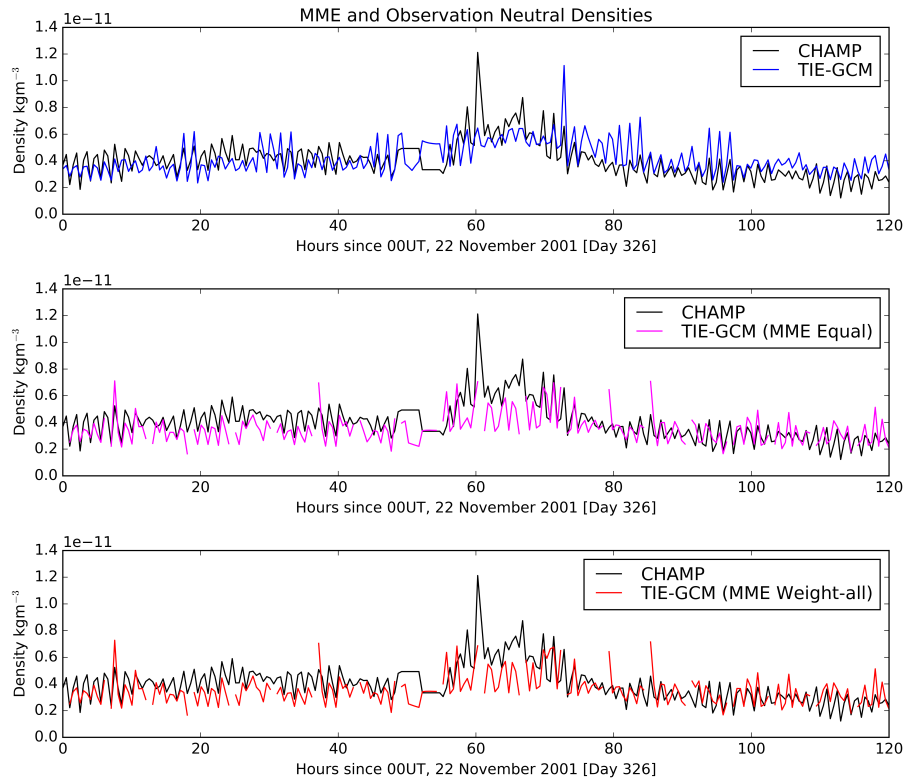 MME and Observation Neutral Densities
1e−11
1.4
1.2
1.0
0.8
0.6
0.4
0.2
0.0
Density kgm⁻³
CHAMP
TIE-GCM
0 20 40 60 80 100 120
Hours since 00UT, 22 November 2001 [Day 326]
1e−11
1.4
1.2
1.0
0.8
0.6
0.4
0.2
0.0
Density kgm⁻³
CHAMP
TIE-GCM (MME Equal)
0 20 40 60 80 100 120
Hours since 00UT, 22 November 2001 [Day 326]
1e−11
1.4
1.2
1.0
0.8
0.6
0.4
0.2
0.0
Density kgm⁻³
CHAMP
TIE-GCM (MME Weight-all)
0 20 40 60 80 100 120
Hours since 00UT, 22 November 2001 [Day 326]